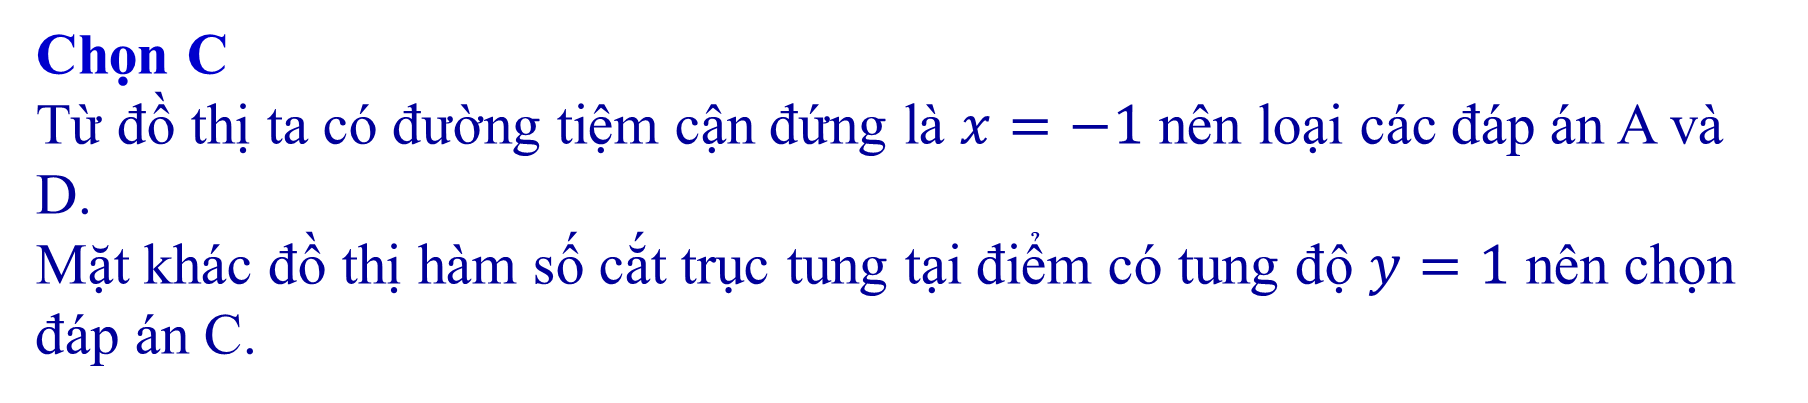 Chọn C
Từ đồ thị ta có đường tiệm cận đứng là x = −1 nên loại các đáp án A và
D.
Mặt khác đồ thị hàm số cắt trục tung tại điểm có tung độ y = 1 nên chọn
đáp án C.